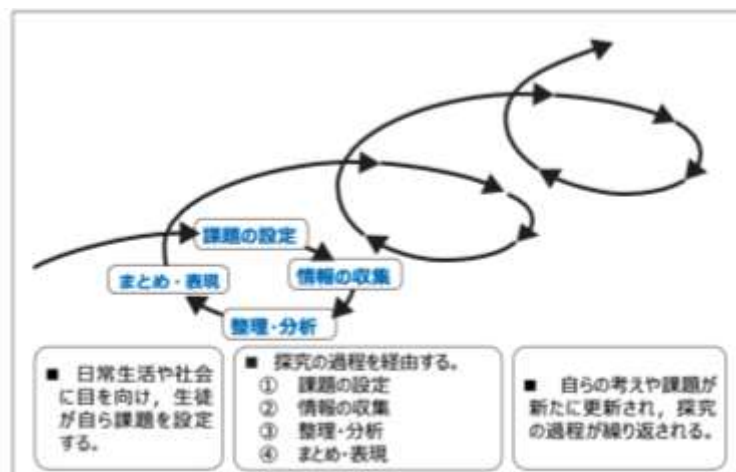 課題の設定
情報の収集
まとめ・表現
整理・分析
■ 日常生活や社会
に目を向け，生徒
が自ら課題を設定
する。
■ 探究の過程を経由する。
① 課題の設定
② 情報の収集
③ 整理・分析
④ まとめ・表現
■ 自らの考えや課題が
新たに更新され，探究
の過程が繰り返される。